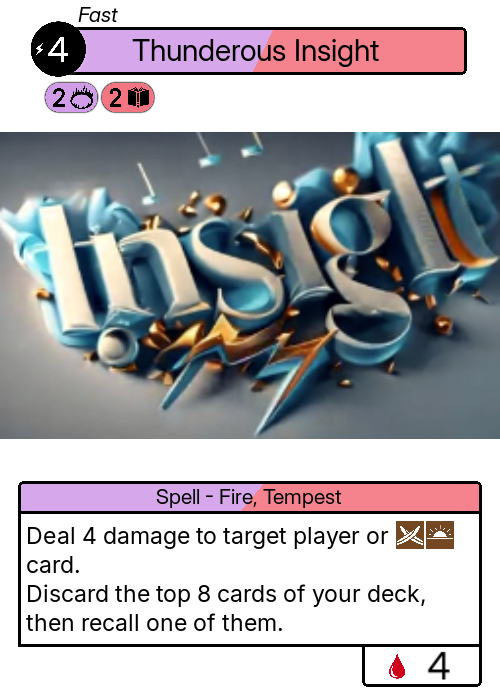 Fast
4 Thunderous Insight
2 2
Insight
Spell - Fire, Tempest
Deal 4 damage to target player or
card.
Discard the top 8 cards of your deck,
then recall one of them.
4